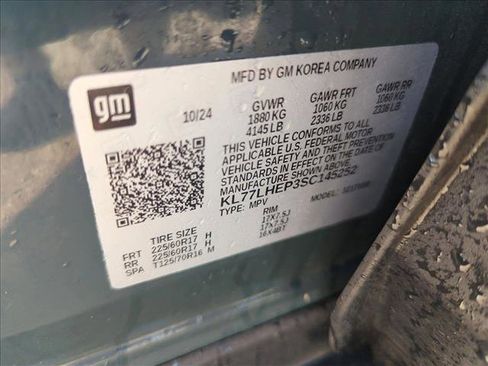 gm
MFD BY GM KOREA COMPANY
10/24 GVWR GAWR FRT GAWR RR
1880 KG 1060 KG 1060 KG
4145 LB 2336 LB 2336 LB
THIS VEHICLE CONFORMS TO ALL
APPLICABLE U.S. FEDERAL MOTOR
VEHICLE SAFETY AND THEFT PREVENTION
STANDARDS IN EFFECT ON THE DATE OF
MANUFACTURE SHOWN ABOVE.
KL77LHEP3SC145252
TYPE: MPV
TIRE SIZE RIM
FRT 225/60R17 H 17X7.5J
RR 225/60R17 H 17X7.5J
SPA T125/70R16 M 16X4BT